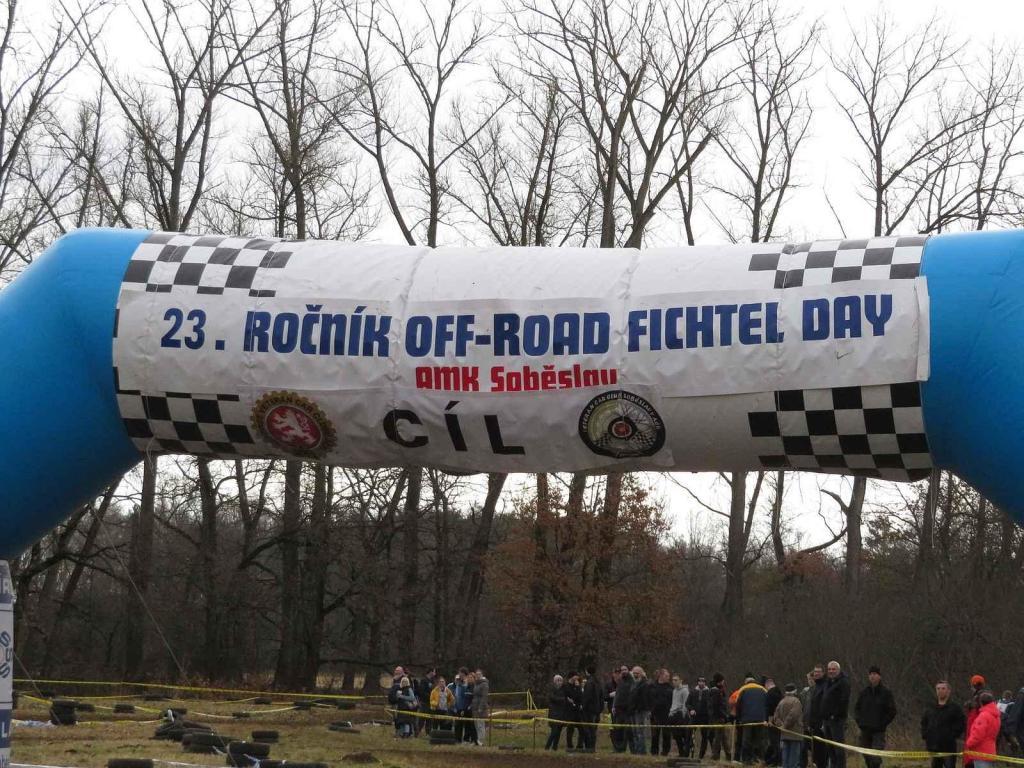 23. ROČNÍK OFF-ROAD FICHTEL DAY
AMK Soběslav
CÍL